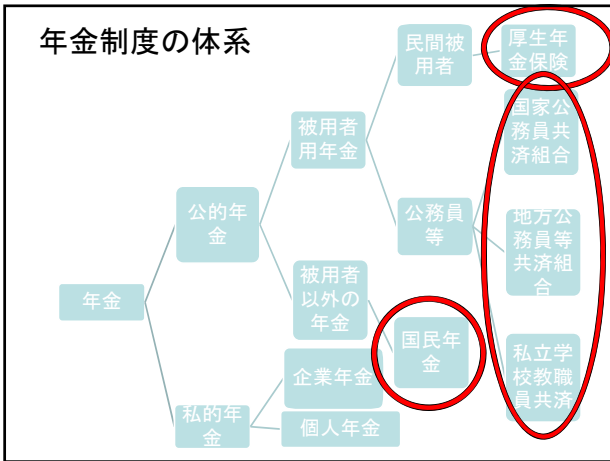 年金制度の体系
民間被
用者
厚生年
金保険
国家公
務員共
済組合
被用者
用年金
公的年
金
公務員
等
地方公
務員等
共済組
合
被用者
以外の
年金
年金
国民年
金
私立学
校教職
員共済
企業年金
私的年
金
個人年金